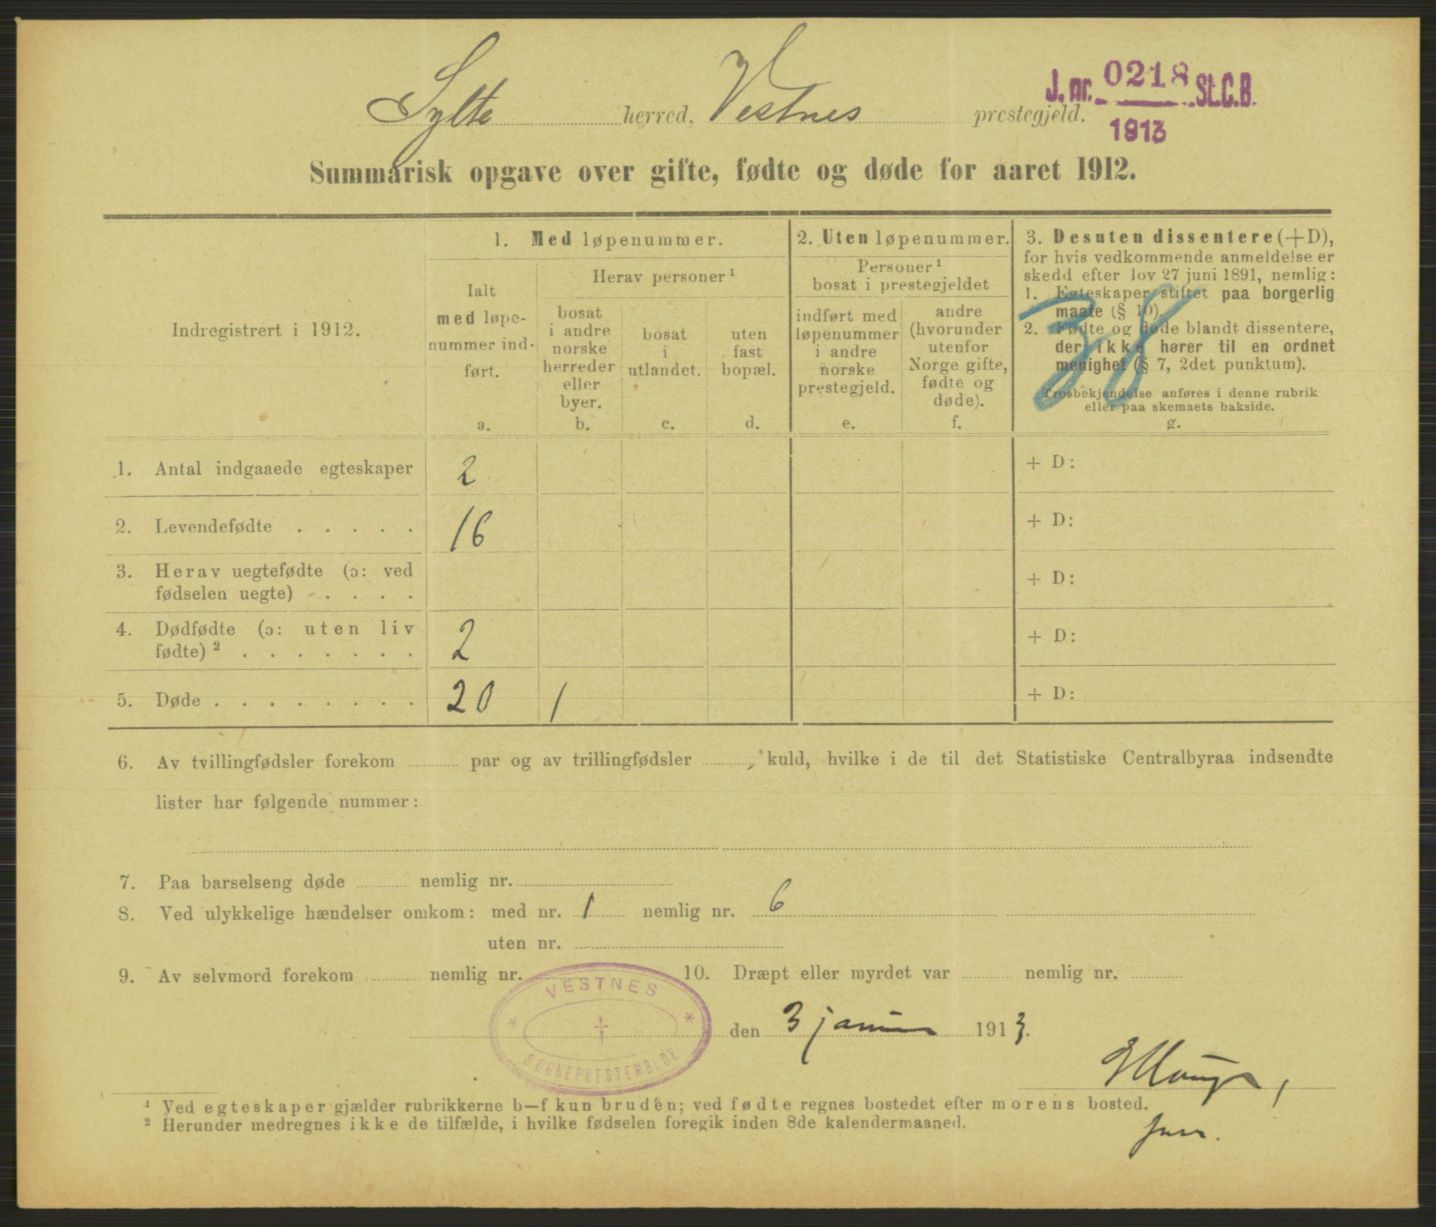 Sylte herred, Vestnes prestegjeld.
J. nr. 0218 St.C.B.
1913
Summarisk opgave over gifte, fødte og døde for aaret 1912.
Indregistrert i 1912.
1. Med løpenummer.
Ialt
med løpe-
nummer ind-
ført.
a.
Herav personer ¹
bosat
i andre
norske
herreder
eller
byer.
b.
bosat
i
utlandet.
c.
uten
fast
bopæl.
d.
2. Uten løpenummer.
Personer ¹
bosat i prestegjeldet
indført med
løpenummer
i andre
norske
prestegjeld.
e.
andre
(hvorunder
utenfor
Norge gifte,
fødte og
døde).
f.
3. Desuten dissentere (+D),
for hvis vedkommende anmeldelse er
skedd efter lov 27 juni 1891, nemlig:
1. Egteskaper stiftet paa borgerlig
maate (§ 10).
2. Fødte og døde blandt dissentere,
der ikke hører til en ordnet
menighet (§ 7, 2det punktum).
Trosbekjendelse anføres i denne rubrik
eller paa skemaets bakside.
g.
38
1. Antal indgaaede egteskaper 2 + D:
2. Levendefødte . . . . . 16 + D:
3. Herav uegtefødte (ɔ: ved
fødselen uegte) . . . . + D:
4. Dødfødte (ɔ: uten liv
fødte) ² . . . . . . . 2 + D:
5. Døde . . . . . . . . 20 1 + D:
6. Av tvillingfødsler forekom par og av trillingfødsler kuld, hvilke i de til det Statistiske Centralbyraa indsendte
lister har følgende nummer:
7. Paa barselseng døde nemlig nr.
8. Ved ulykkelige hændelser omkom: med nr. 1 nemlig nr. 6
uten nr.
9. Av selvmord forekom nemlig nr. 10. Dræpt eller myrdet var nemlig nr.
VESTNES
SOGNEPRESTEMBEDE
den 3 januar 1913.
¹ Ved egteskaper gjælder rubrikkerne b—f kun bruden; ved fødte regnes bostedet efter morens bosted.
² Herunder medregnes ikke de tilfælde, i hvilke fødselen foregik inden 8de kalendermaaned.